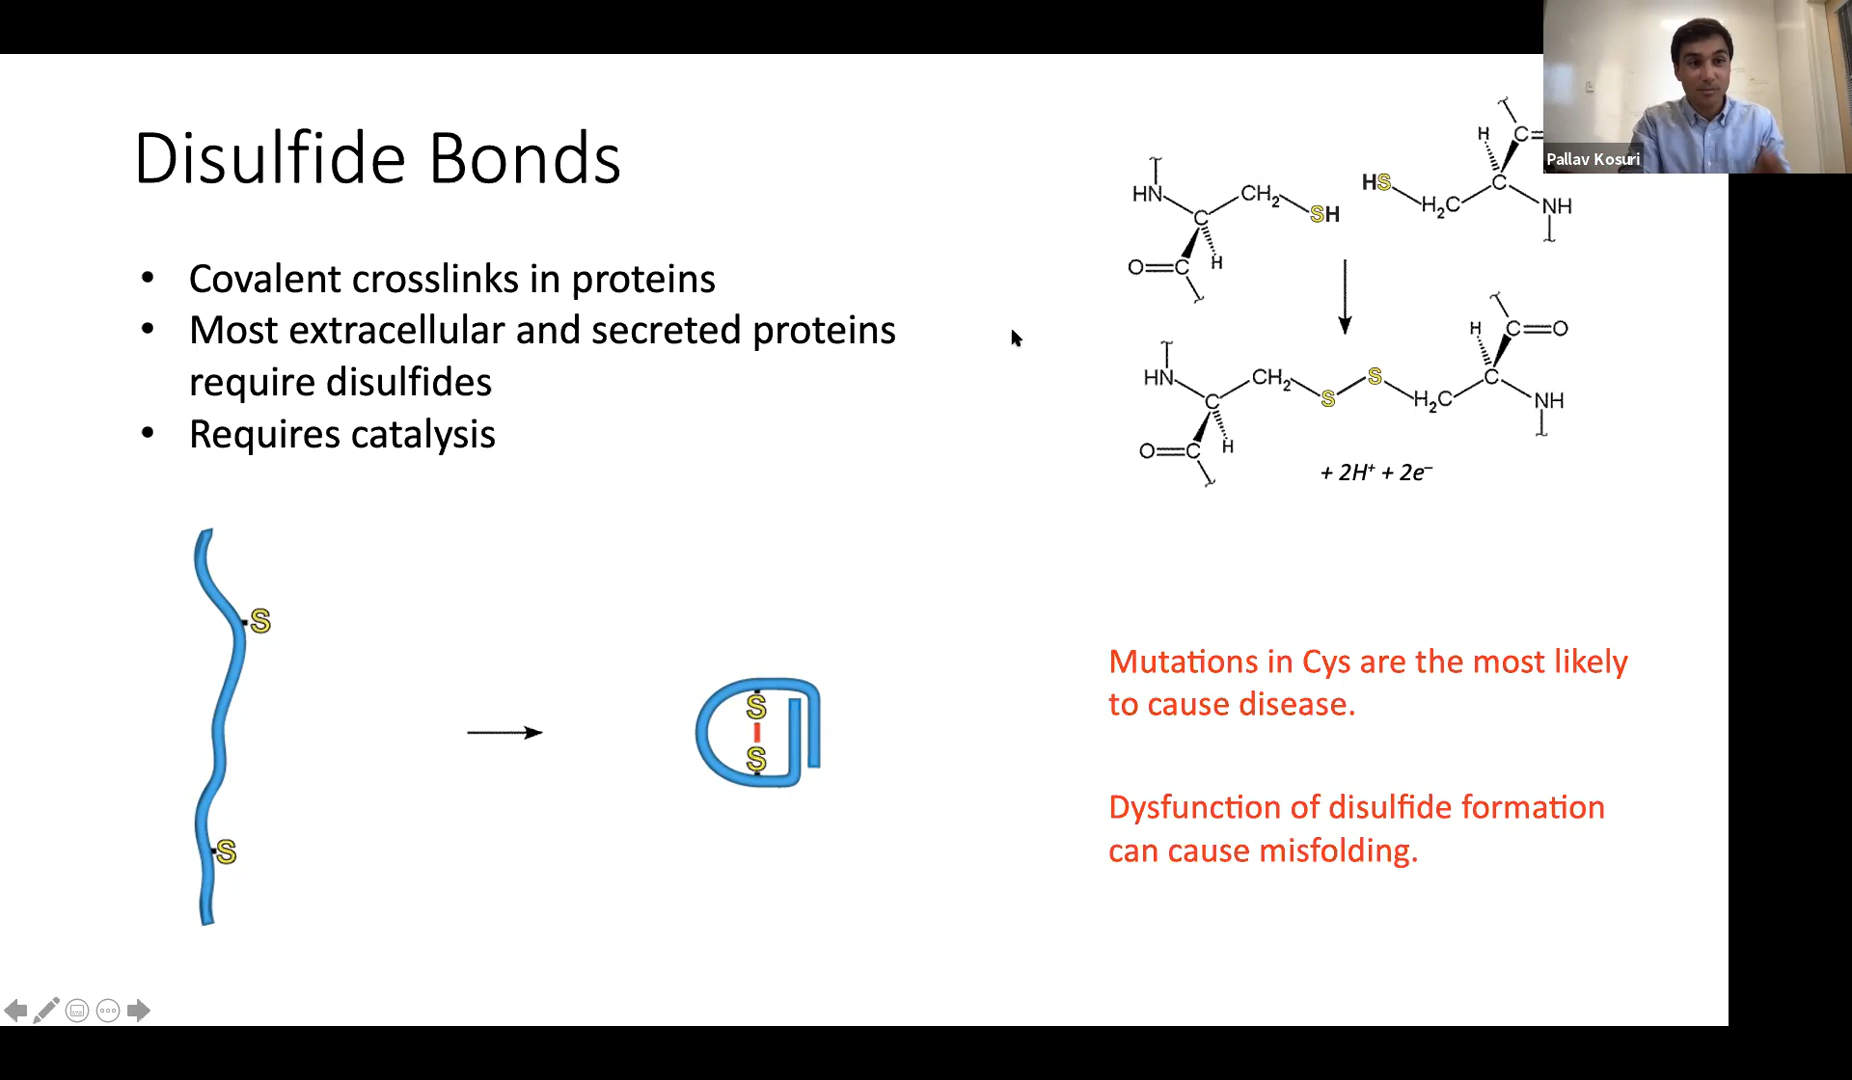 Pallav Kosuri
Disulfide Bonds
• Covalent crosslinks in proteins
• Most extracellular and secreted proteins
require disulfides
• Requires catalysis
H C=
HN CH₂ SH HS H₂C C NH
C
O=C H
H C=O
HN CH₂ S S H₂C C NH
C
O=C H
+ 2H⁺ + 2e⁻
S
S
S
S
Mutations in Cys are the most likely
to cause disease.
Dysfunction of disulfide formation
can cause misfolding.